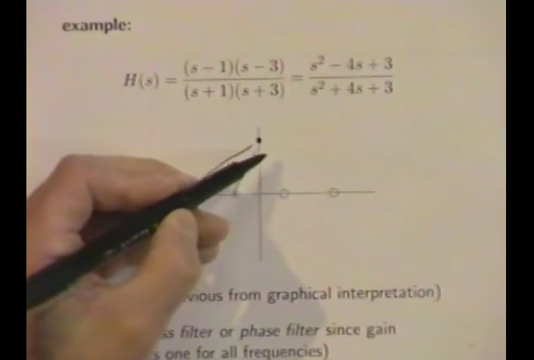 example:
H(s) = (s − 1)(s − 3) / (s + 1)(s + 3) = s² − 4s + 3 / s² + 4s + 3
from graphical interpretation)
filter or phase filter since gain
one for all frequencies)